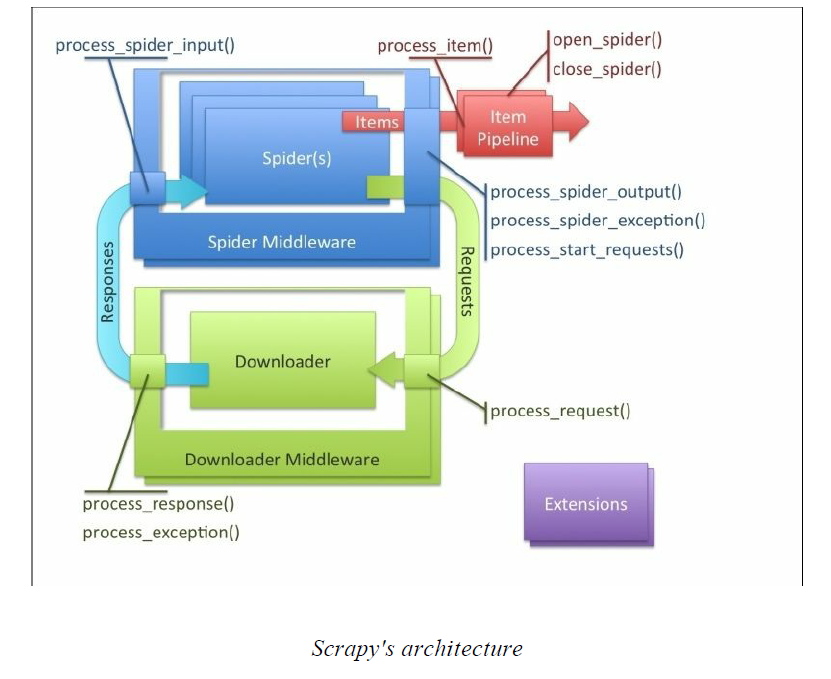 process_spider_input()
process_item()
open_spider()
close_spider()
Items
Item
Pipeline
Spider(s)
process_spider_output()
process_spider_exception()
process_start_requests()
Spider Middleware
Responses
Requests
Downloader
process_request()
Downloader Middleware
process_response()
process_exception()
Extensions
Scrapy's architecture